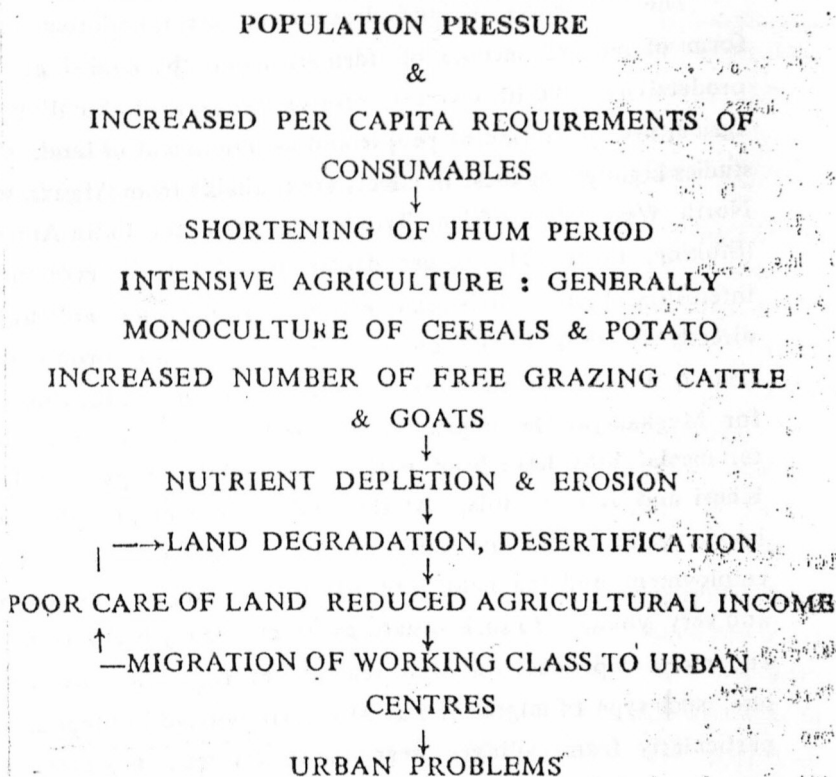 POPULATION PRESSURE
&
INCREASED PER CAPITA REQUIREMENTS OF
CONSUMABLES
↓
SHORTENING OF JHUM PERIOD
INTENSIVE AGRICULTURE : GENERALLY
MONOCULTURE OF CEREALS & POTATO
INCREASED NUMBER OF FREE GRAZING CATTLE
& GOATS
↓
NUTRIENT DEPLETION & EROSION
↓
—→LAND DEGRADATION, DESERTIFICATION
↓
POOR CARE OF LAND REDUCED AGRICULTURAL INCOME
↑ ↓
—MIGRATION OF WORKING CLASS TO URBAN
CENTRES
↓
URBAN PROBLEMS